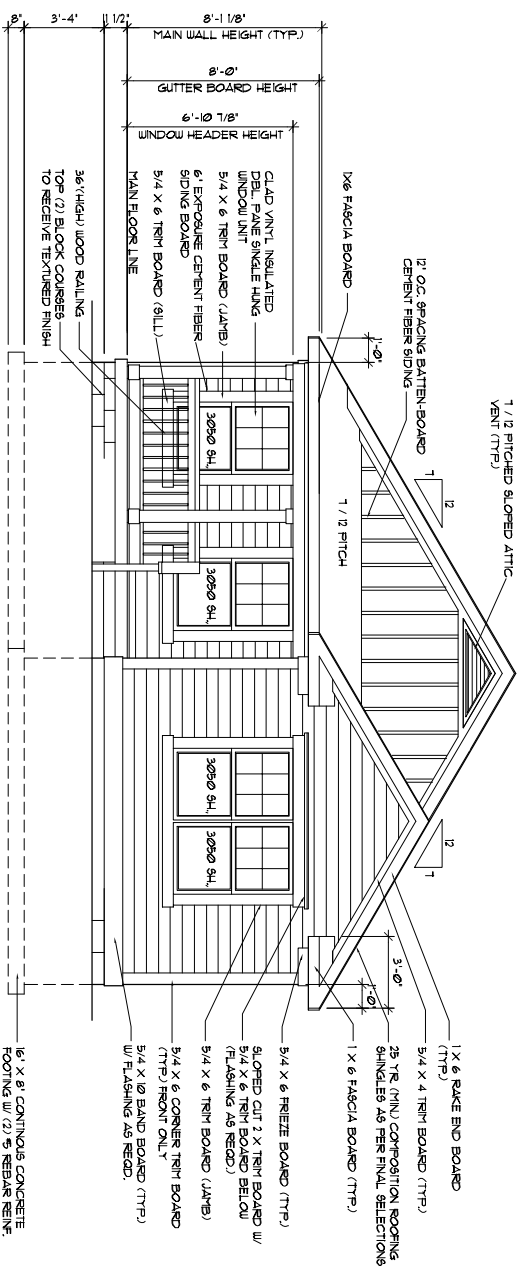 7 / 12 PITCHED SLOPED ATTIC
VENT (TYP.)
12" O.C. SPACING BATTEN-BOARD
CEMENT FIBER SIDING
1X6 FASCIA BOARD
12
7
12
7
1'-0"
7 / 12 PITCH
3'-0"
1'-0"
8'-1 1/8"
MAIN WALL HEIGHT (TYP.)
8'-0"
GUTTER BOARD HEIGHT
6'-10 7/8"
WINDOW HEADER HEIGHT
1 1/2"
3'-4"
8"
CLAD VINYL INSULATED
DBL. PANE SINGLE HUNG
WINDOW UNIT
5/4 X 6 TRIM BOARD (JAMB)
6" EXPOSURE CEMENT FIBER
SIDING BOARD
5/4 X 6 TRIM BOARD (SILL)
MAIN FLOOR LINE
36"(HIGH) WOOD RAILING
TOP (2) BLOCK COURSES
TO RECEIVE TEXTURED FINISH
3050 SH.
3050 SH.
3050 SH.
3050 SH.
1 X 6 RAKE END BOARD
(TYP.)
5/4 X 4 TRIM BOARD (TYP.)
25 YR. (MIN.) COMPOSITION ROOFING
SHINGLES AS PER FINAL SELECTIONS
1 X 6 FASCIA BOARD (TYP.)
5/4 X 6 FRIEZE BOARD (TYP.)
SLOPED CUT 2 X TRIM BOARD W/
5/4 X 6 TRIM BOARD BELOW
(FLASHING AS REQD.)
5/4 X 6 TRIM BOARD (JAMB)
5/4 X 6 CORNER TRIM BOARD
(TYP.) FRONT ONLY
5/4 X 10 BAND BOARD (TYP.)
W/ FLASHING AS REQD.
16" X 8" CONTINOUS CONCRETE
FOOTING W/ (2) #5 REBAR REINF.